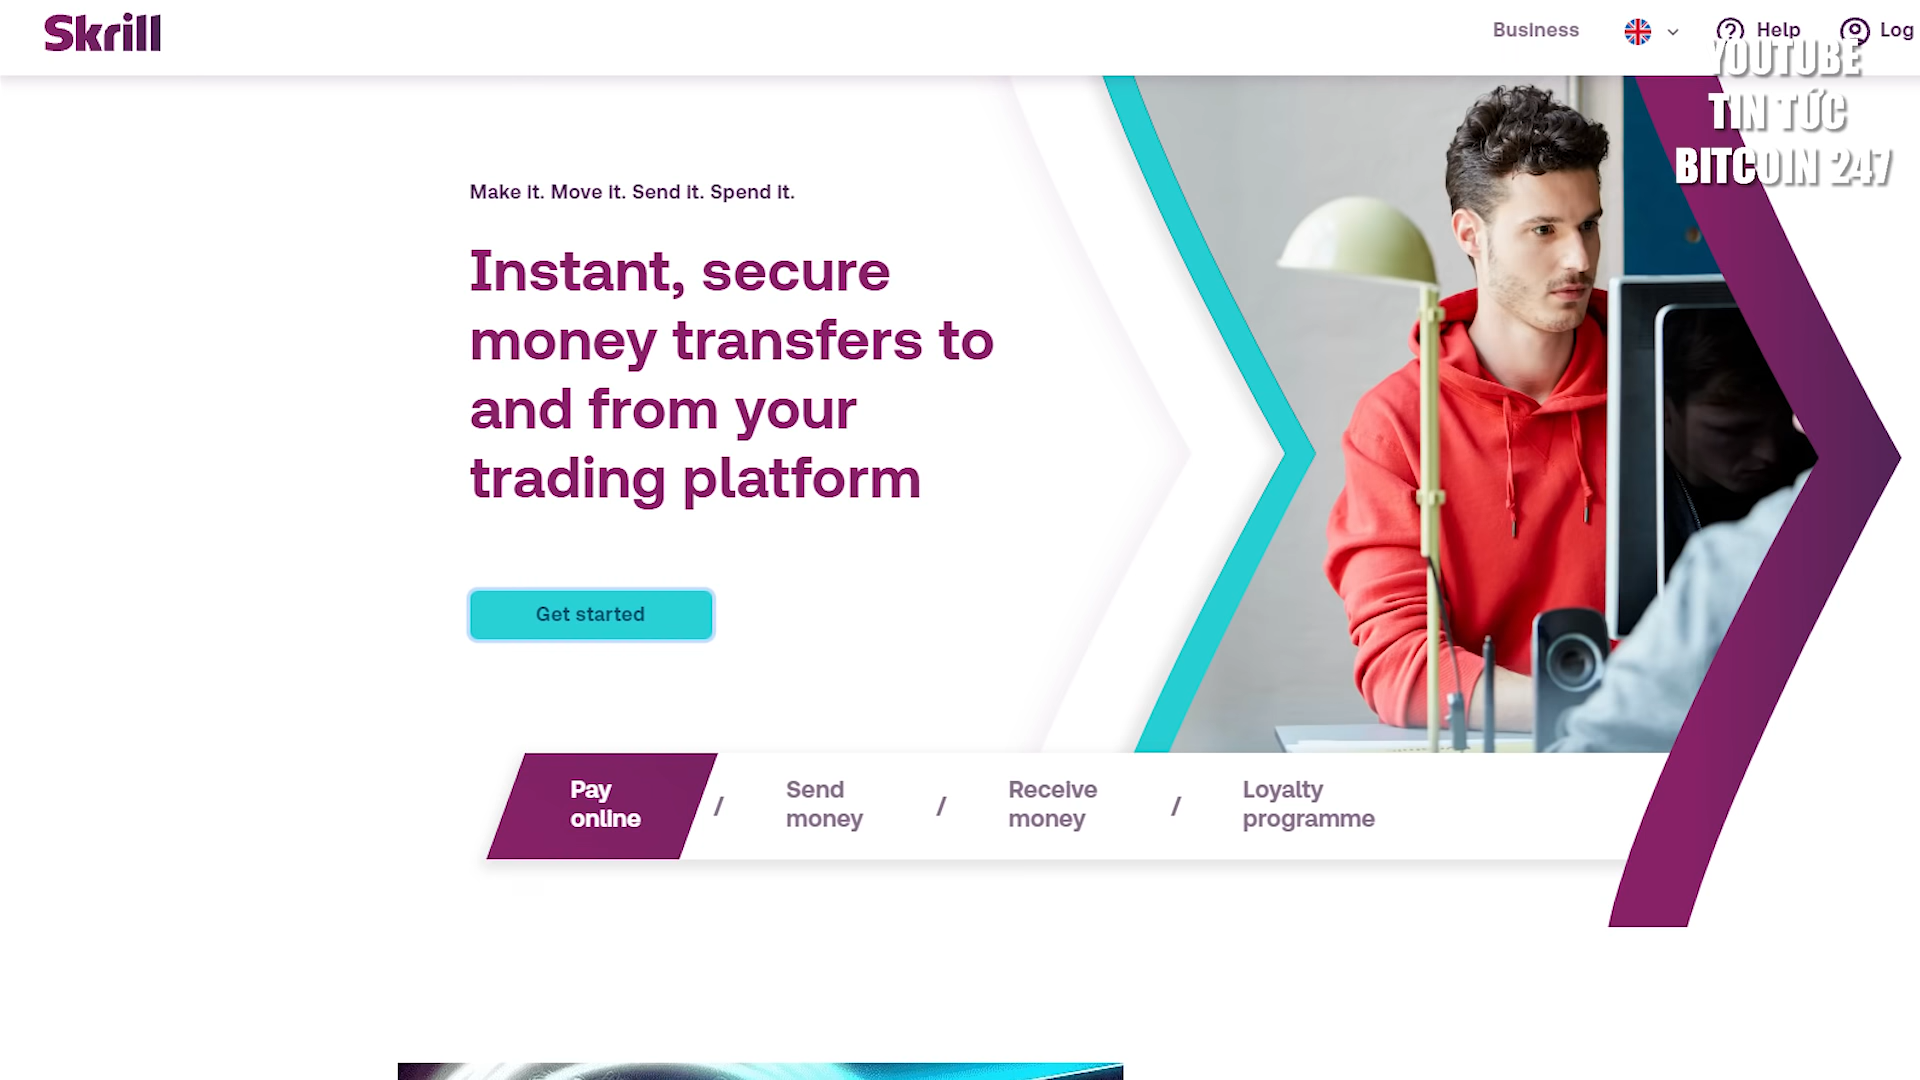 Skrill
Business
Help
Log
YOUTUBE
TIN TỨC
BITCOIN 247
Make it. Move it. Send it. Spend it.
Instant, secure
money transfers to
and from your
trading platform
Get started
Pay
online
/
Send
money
/
Receive
money
/
Loyalty
programme